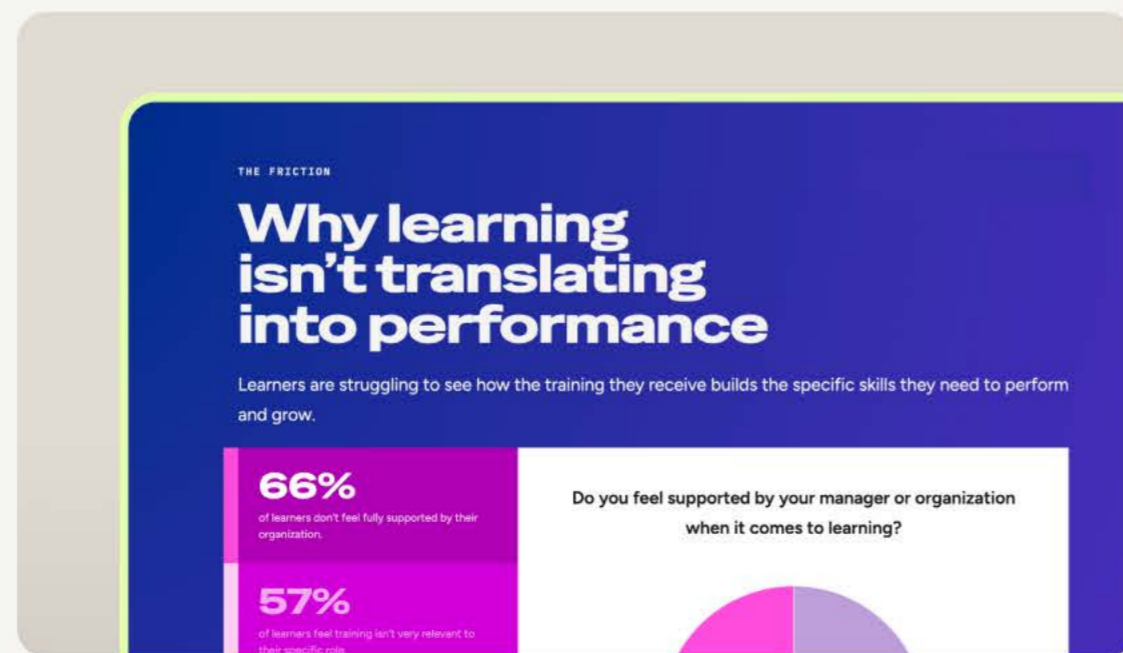 THE FRICTION
Why learning
isn't translating
into performance
Learners are struggling to see how the training they receive builds the specific skills they need to perform
and grow.
66%
of learners don't feel fully supported by their
organization.
57%
of learners feel training isn't very relevant to
their specific role.
Do you feel supported by your manager or organization
when it comes to learning?